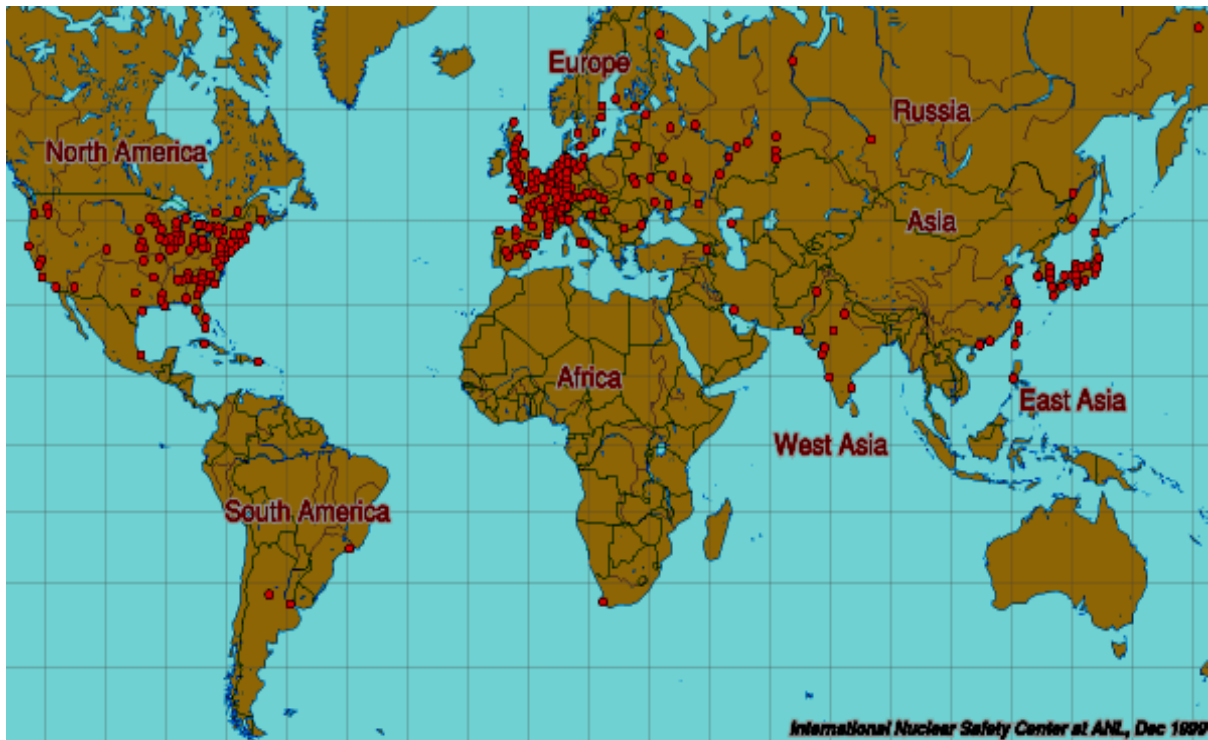 Europe
Russia
North America
Asia
Africa
East Asia
West Asia
South America
International Nuclear Safety Center at ANL, Dec 1999